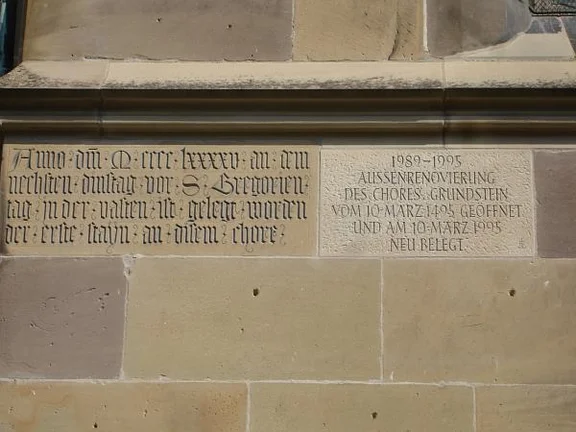 Anno · dm̄ · M · cccc · lxxxxv · an · dem
nechsten · dinstag · vor · S · Gregorien
tag · in der · vasten · ist · gelegt · worden
der · erste · stayn · an · disem · chore ·
1989-1995
AUSSENRENOVIERUNG
DES CHORES. GRUNDSTEIN
VOM 10·MÄRZ 1495 GEÖFFNET
UND AM 10·MÄRZ 1995
NEU BELEGT.